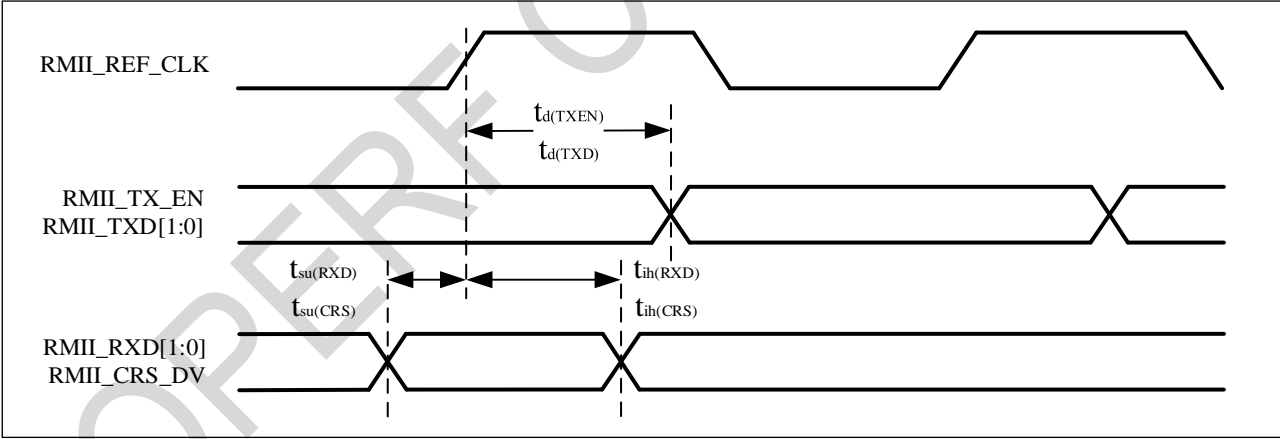 RMII_REF_CLK
td(TXEN)
td(TXD)
RMII_TX_EN
RMII_TXD[1:0]
tsu(RXD) tih(RXD)
tsu(CRS) tih(CRS)
RMII_RXD[1:0]
RMII_CRS_DV
OPERF O